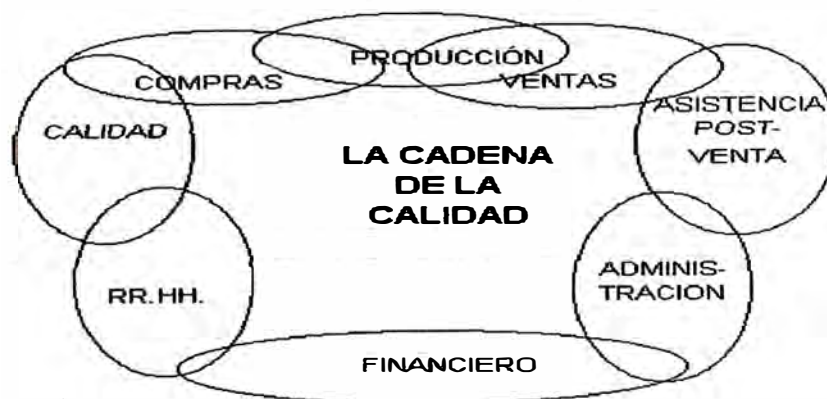 PRODUCCIÓN
COMPRAS
VENTAS
ASISTENCIA
POST-
VENTA
CALIDAD
LA CADENA
DE LA
CALIDAD
RR.HH.
ADMINIS-
TRACION
FINANCIERO